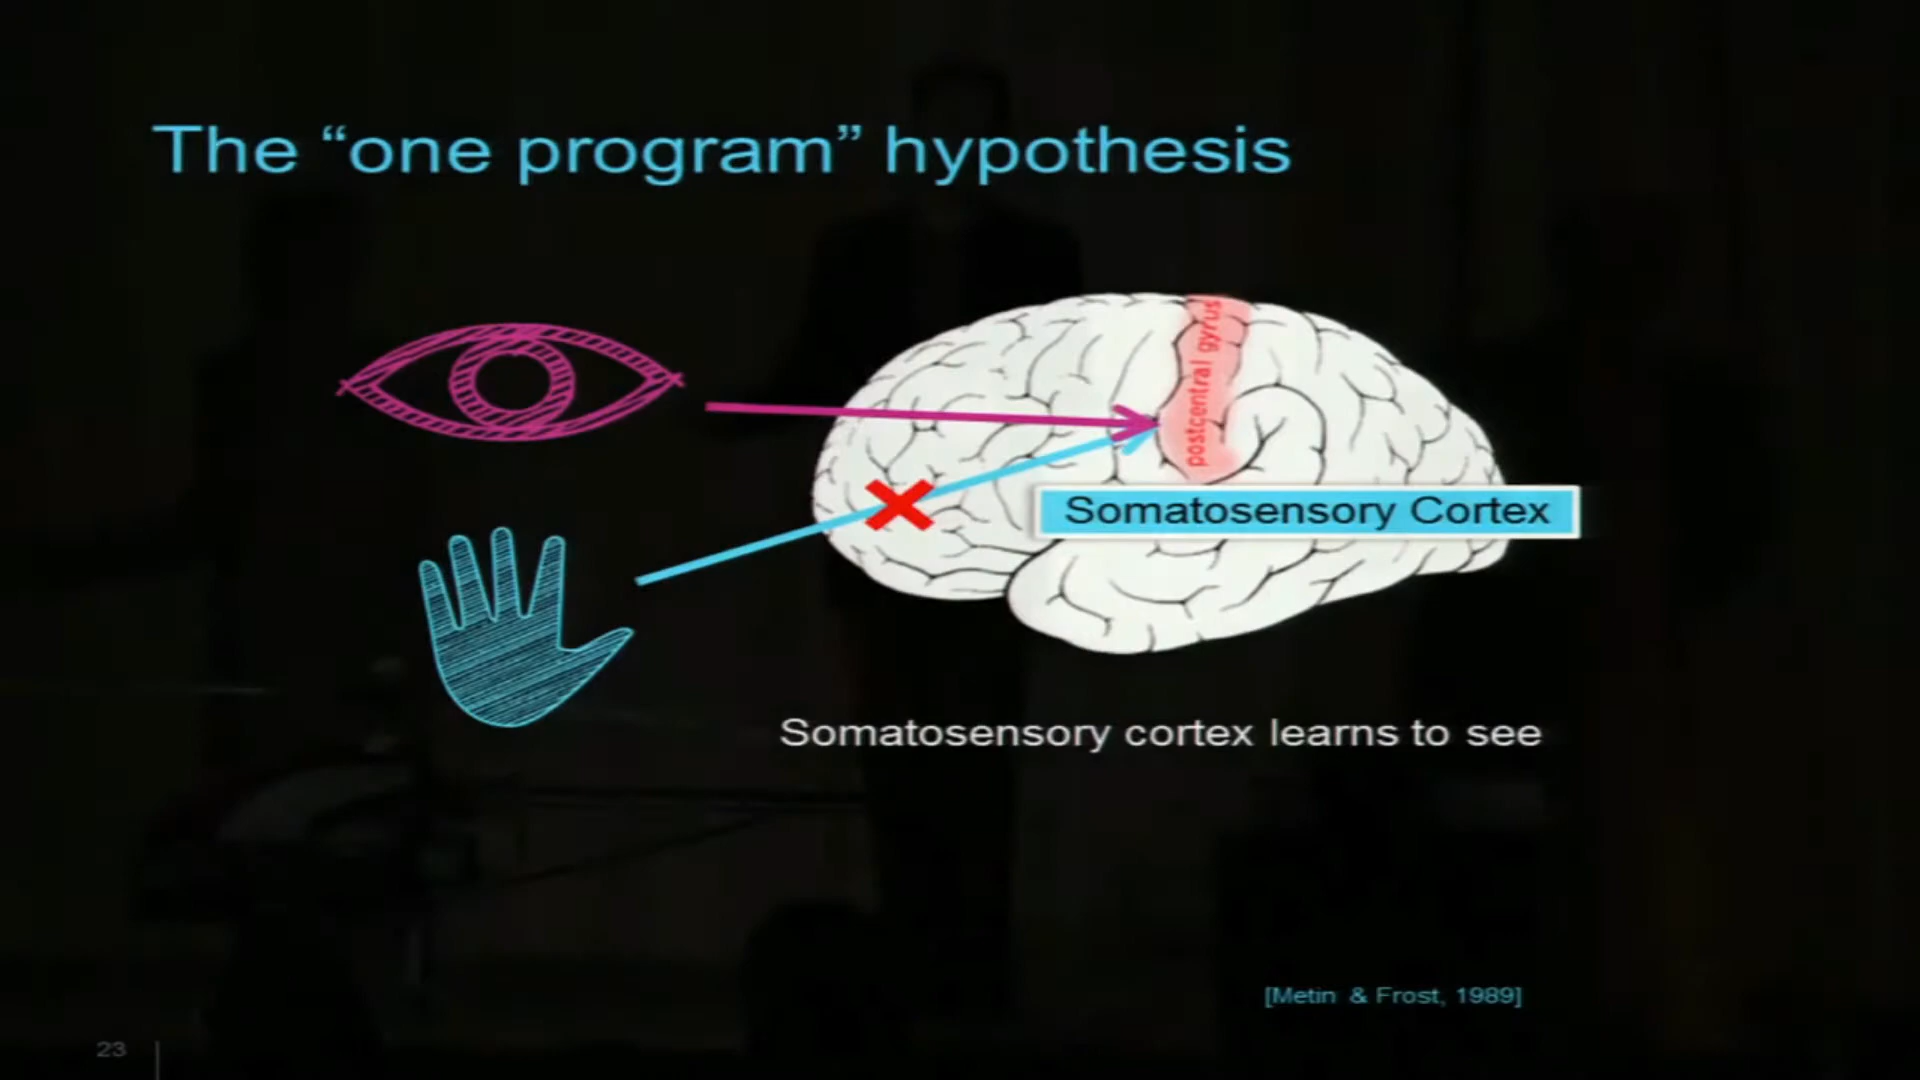 The “one program” hypothesis
postcentral gyrus
Somatosensory Cortex
Somatosensory cortex learns to see
[Metin & Frost, 1989]
23